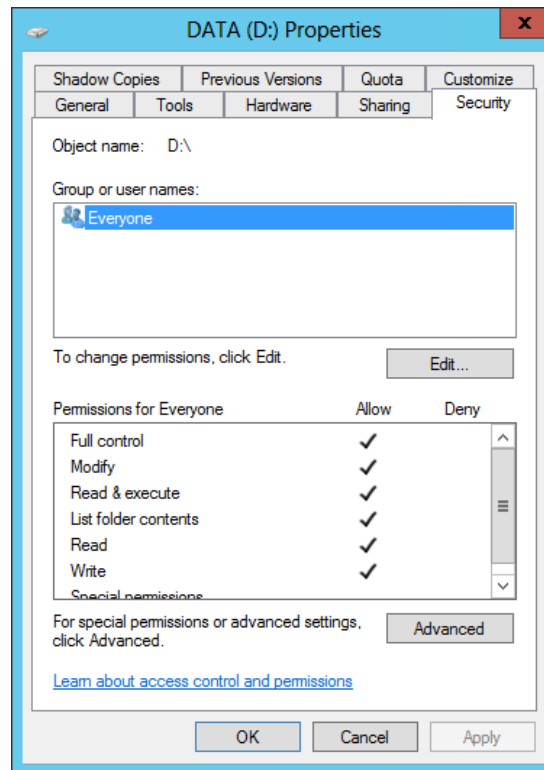 DATA (D:) Properties
x
Shadow Copies Previous Versions Quota Customize
General Tools Hardware Sharing Security
Object name: D:\
Group or user names:
Everyone
To change permissions, click Edit.
Edit...
Permissions for Everyone Allow Deny
Full control
Modify
Read & execute
List folder contents
Read
Write
Special permissions
For special permissions or advanced settings,
click Advanced.
Advanced
Learn about access control and permissions
OK Cancel Apply